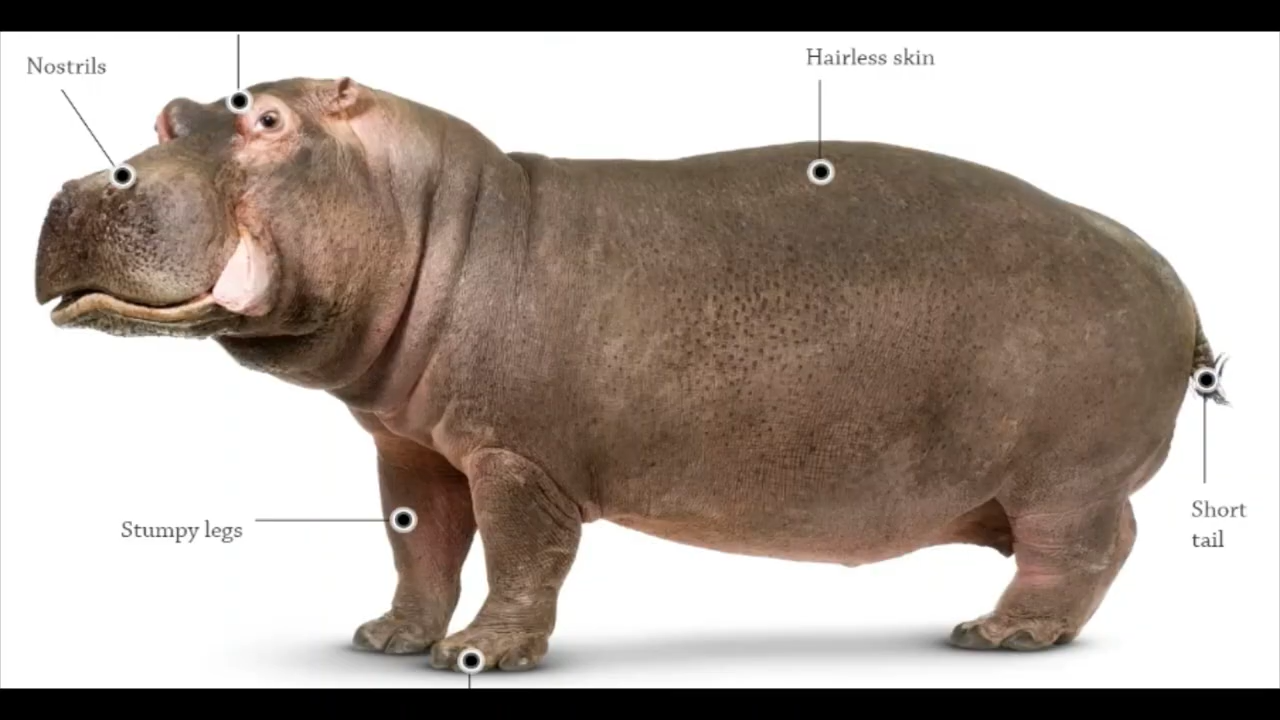 Nostrils
Hairless skin
Stumpy legs
Short
tail